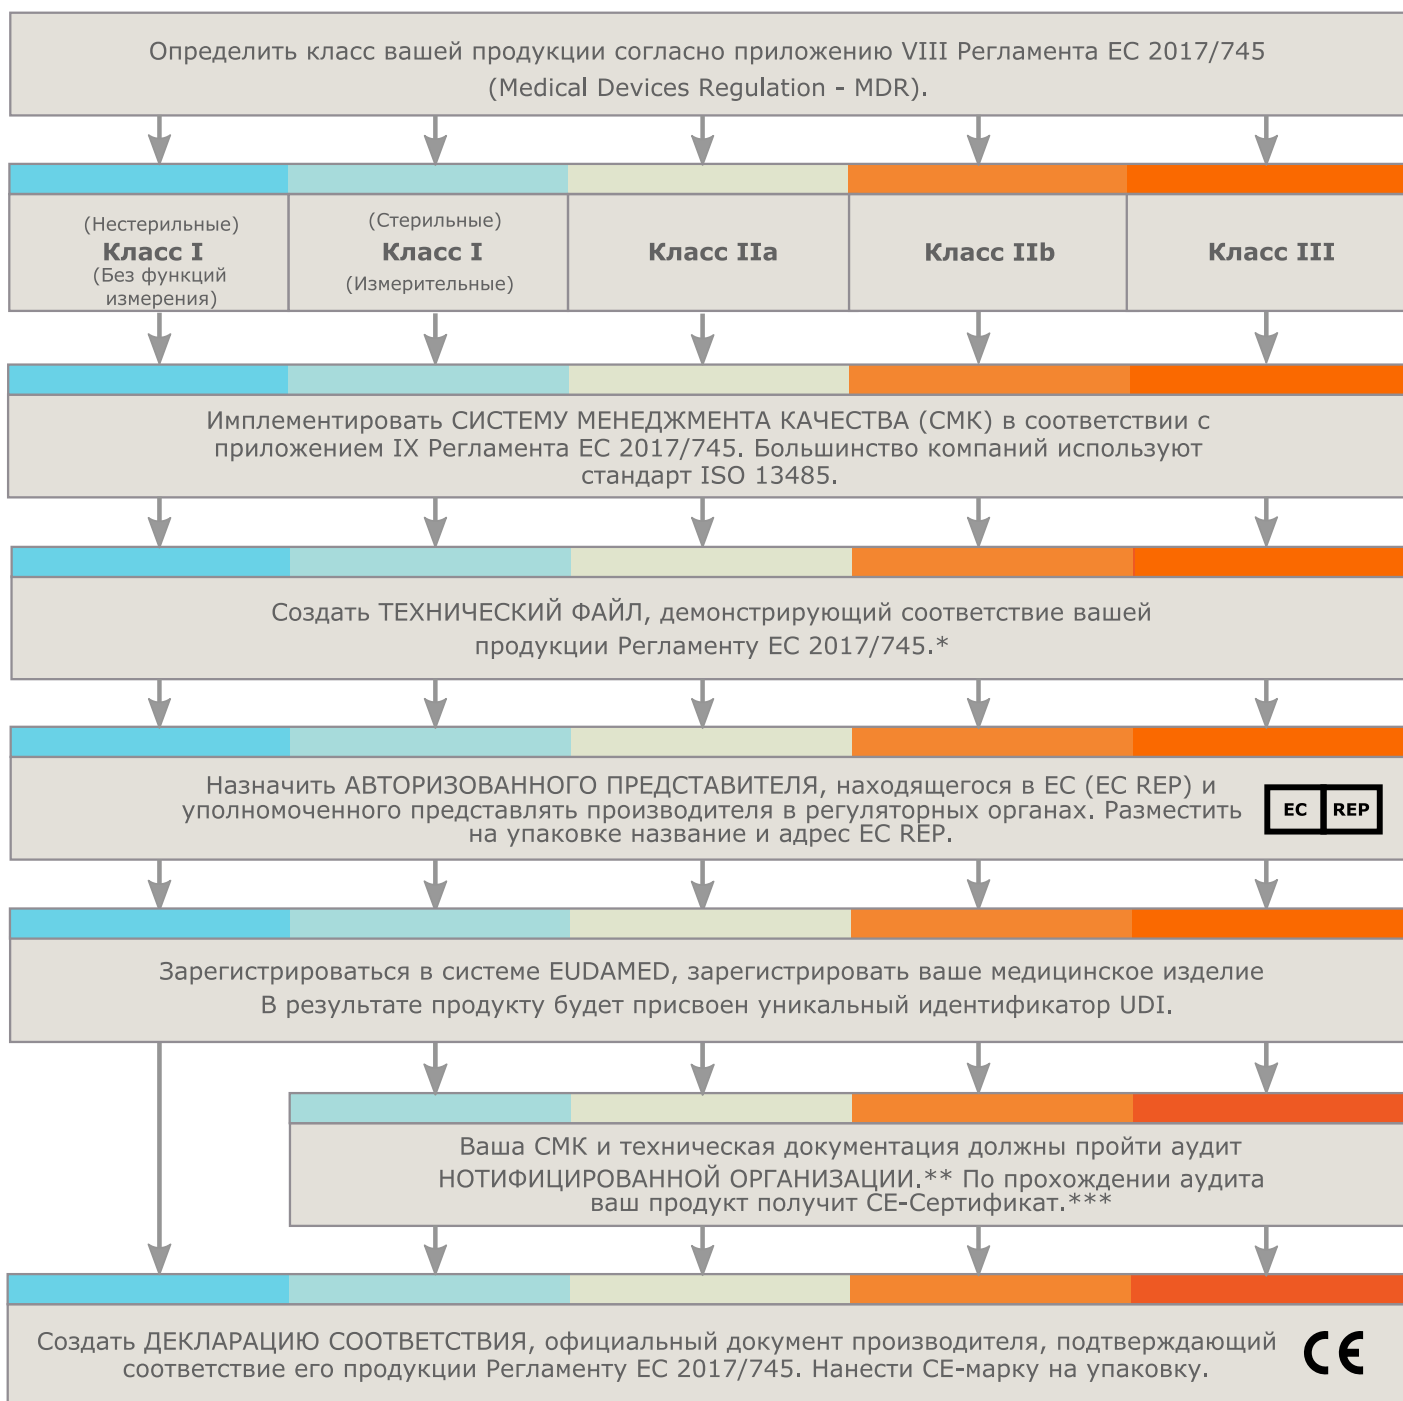 Определить класс вашей продукции согласно приложению VIII Регламента ЕС 2017/745
(Medical Devices Regulation - MDR).
(Нестерильные)
Класс I
(Без функций
измерения)
(Стерильные)
Класс I
(Измерительные)
Класс IIa
Класс IIb
Класс III
Имплементировать СИСТЕМУ МЕНЕДЖМЕНТА КАЧЕСТВА (СМК) в соответствии с
приложением IX Регламента ЕС 2017/745. Большинство компаний используют
стандарт ISO 13485.
Создать ТЕХНИЧЕСКИЙ ФАЙЛ, демонстрирующий соответствие вашей
продукции Регламенту ЕС 2017/745.*
Назначить АВТОРИЗОВАННОГО ПРЕДСТАВИТЕЛЯ, находящегося в ЕС (EC REP) и
уполномоченного представлять производителя в регуляторных органах. Разместить
на упаковке название и адрес EC REP.
EC REP
Зарегистрироваться в системе EUDAMED, зарегистрировать ваше медицинское изделие
В результате продукту будет присвоен уникальный идентификатор UDI.
Ваша СМК и техническая документация должны пройти аудит
НОТИФИЦИРОВАННОЙ ОРГАНИЗАЦИИ.** По прохождении аудита
ваш продукт получит СЕ-Сертификат.***
Создать ДЕКЛАРАЦИЮ СООТВЕТСТВИЯ, официальный документ производителя, подтверждающий
соответствие его продукции Регламенту ЕС 2017/745. Нанести СЕ-марку на упаковку.
CE